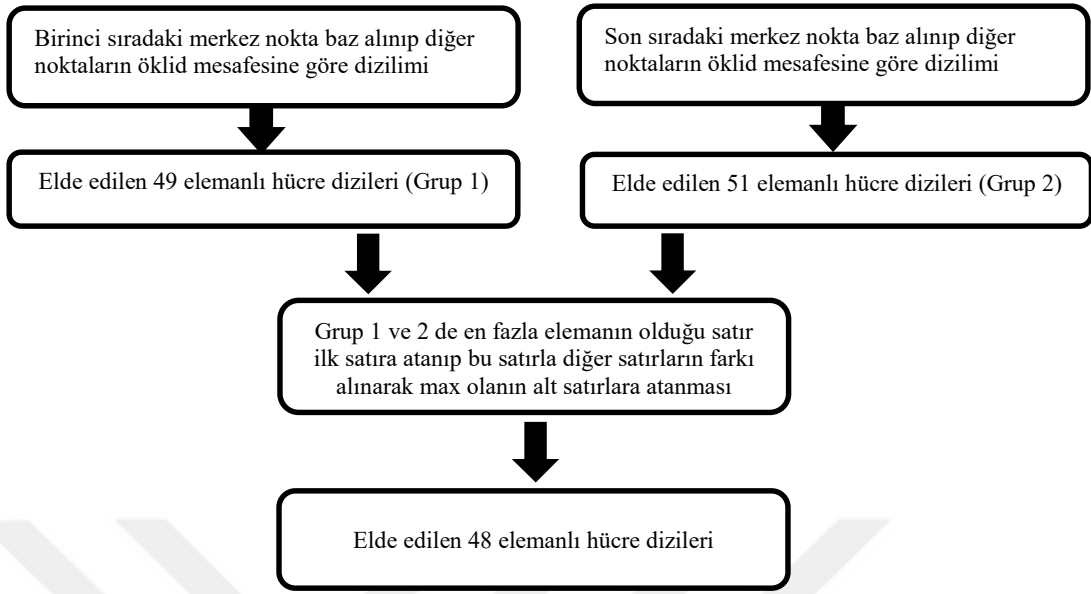 Birinci sıradaki merkez nokta baz alınıp diğer
noktaların öklid mesafesine göre dizilimi
Son sıradaki merkez nokta baz alınıp diğer
noktaların öklid mesafesine göre dizilimi
Elde edilen 49 elemanlı hücre dizileri (Grup 1)
Elde edilen 51 elemanlı hücre dizileri (Grup 2)
Grup 1 ve 2 de en fazla elemanın olduğu satır
ilk satıra atanıp bu satırla diğer satırların farkı
alınarak max olanın alt satırlara atanması
Elde edilen 48 elemanlı hücre dizileri